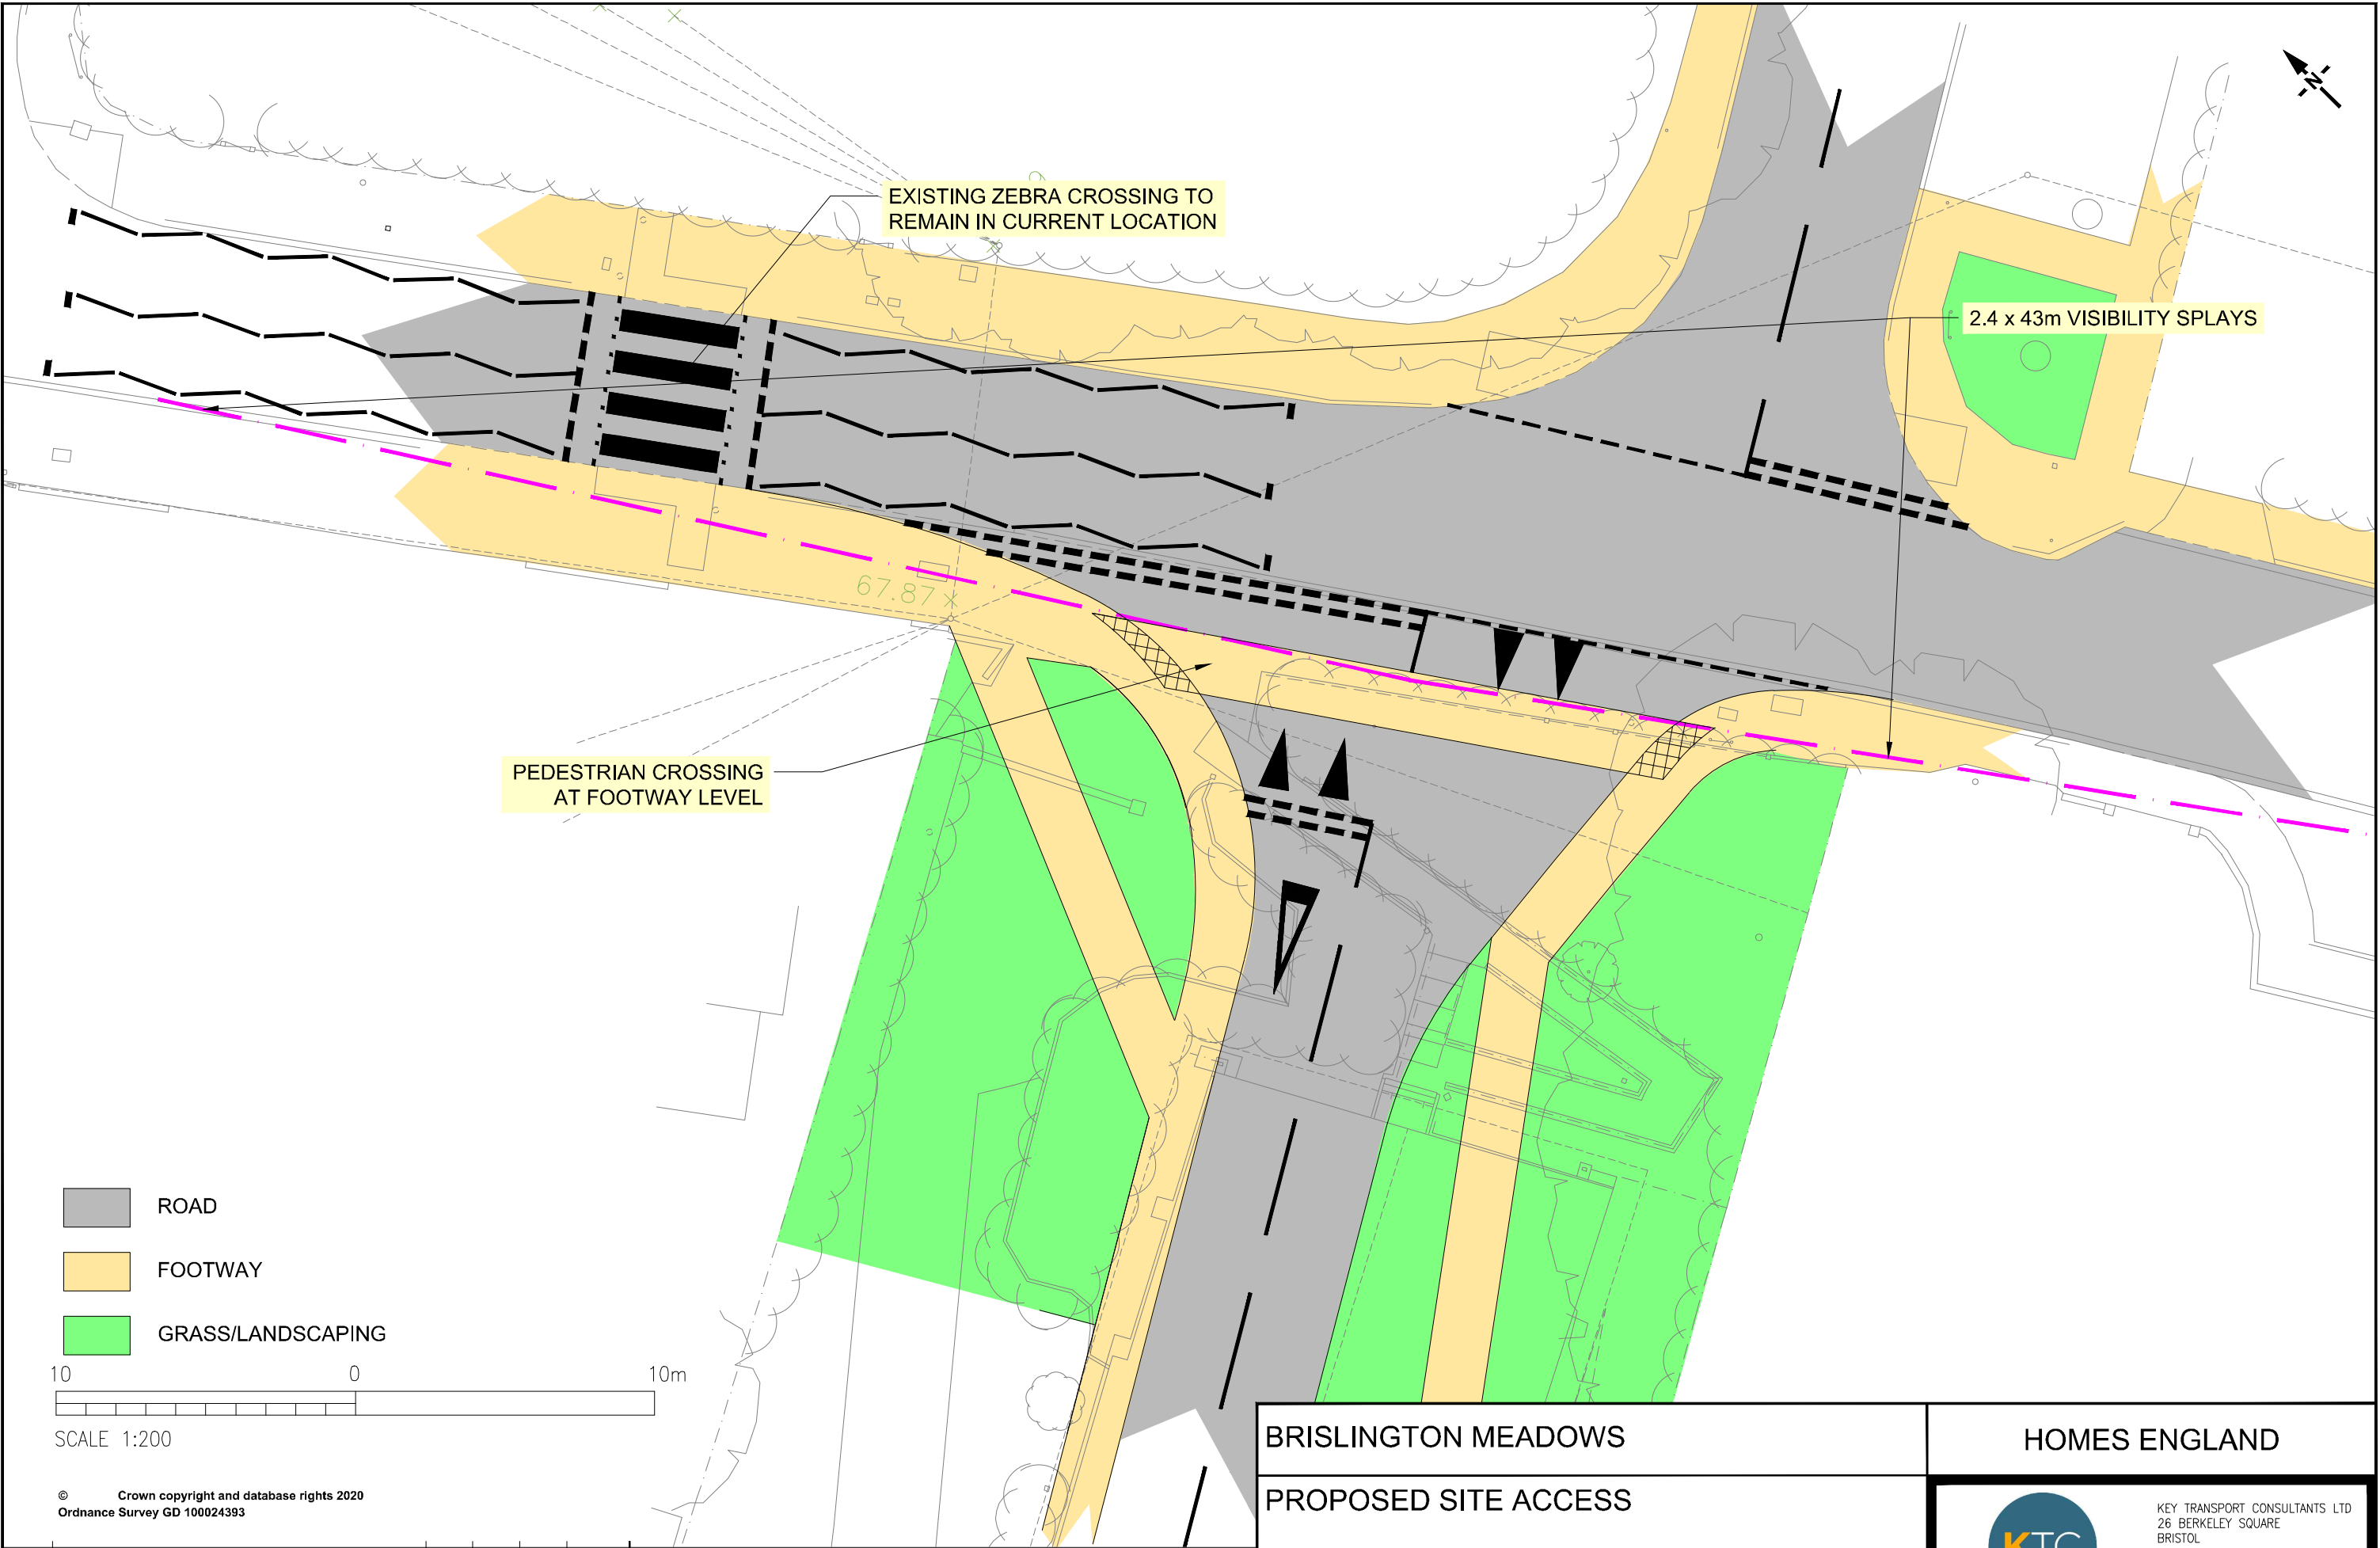 N
EXISTING ZEBRA CROSSING TO
REMAIN IN CURRENT LOCATION
2.4 x 43m VISIBILITY SPLAYS
67.87
PEDESTRIAN CROSSING
AT FOOTWAY LEVEL
ROAD
FOOTWAY
GRASS/LANDSCAPING
10 0 10m
SCALE 1:200
© Crown copyright and database rights 2020
Ordnance Survey GD 100024393
BRISLINGTON MEADOWS
HOMES ENGLAND
PROPOSED SITE ACCESS
KTC
KEY TRANSPORT CONSULTANTS LTD
26 BERKELEY SQUARE
BRISTOL